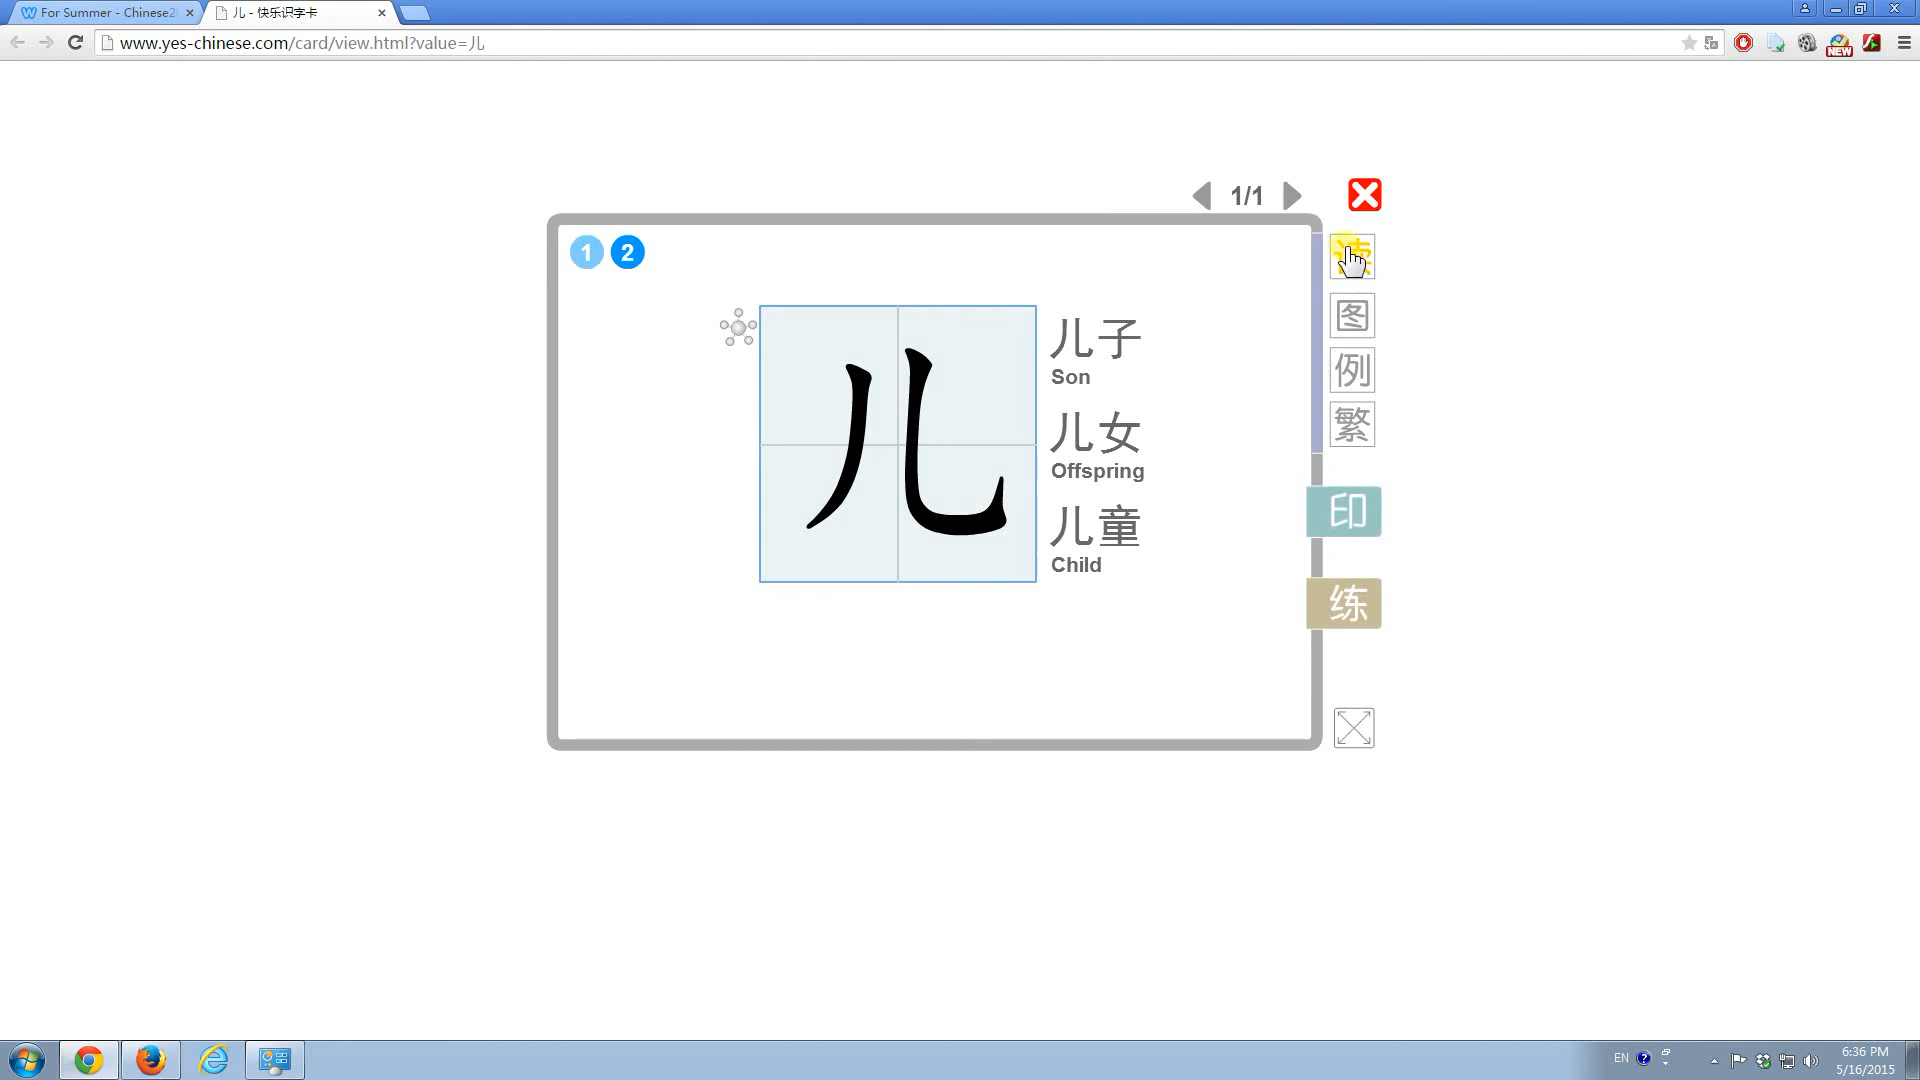 For Summer - Chinese2
儿 - 快乐识字卡
www.yes-chinese.com/card/view.html?value=儿
NEW
1/1
1 2
读
儿
儿子
Son
儿女
Offspring
儿童
Child
图
例
繁
印
练
EN
6:36 PM
5/16/2015